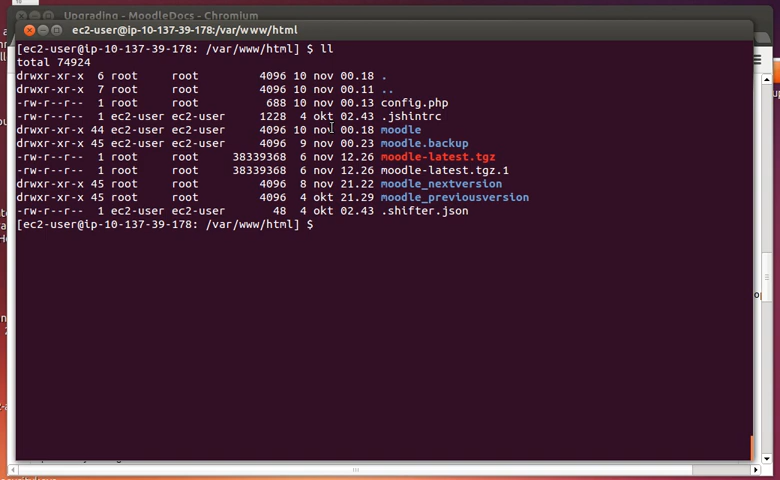 Upgrading - MoodleDocs - Chromium
ec2-user@ip-10-137-39-178:/var/www/html
[ec2-user@ip-10-137-39-178: /var/www/html] $ ll
total 74924
drwxr-xr-x  6 root     root         4096 10 nov 00.18 .
drwxr-xr-x  7 root     root         4096 10 nov 00.11 ..
-rw-r--r--  1 root     root          688 10 nov 00.13 config.php
-rw-r--r--  1 ec2-user ec2-user     1228  4 okt 02.43 .jshintrc
drwxr-xr-x 44 ec2-user ec2-user     4096 10 nov 00.18 moodle
drwxr-xr-x 45 ec2-user ec2-user     4096  9 nov 00.23 moodle.backup
-rw-r--r--  1 root     root     38339368  6 nov 12.26 moodle-latest.tgz
-rw-r--r--  1 root     root     38339368  6 nov 12.26 moodle-latest.tgz.1
drwxr-xr-x 45 root     root         4096  8 nov 21.22 moodle_nextversion
drwxr-xr-x 45 root     root         4096  4 okt 21.29 moodle_previousversion
-rw-r--r--  1 ec2-user ec2-user       48  4 okt 02.43 .shifter.json
[ec2-user@ip-10-137-39-178: /var/www/html] $